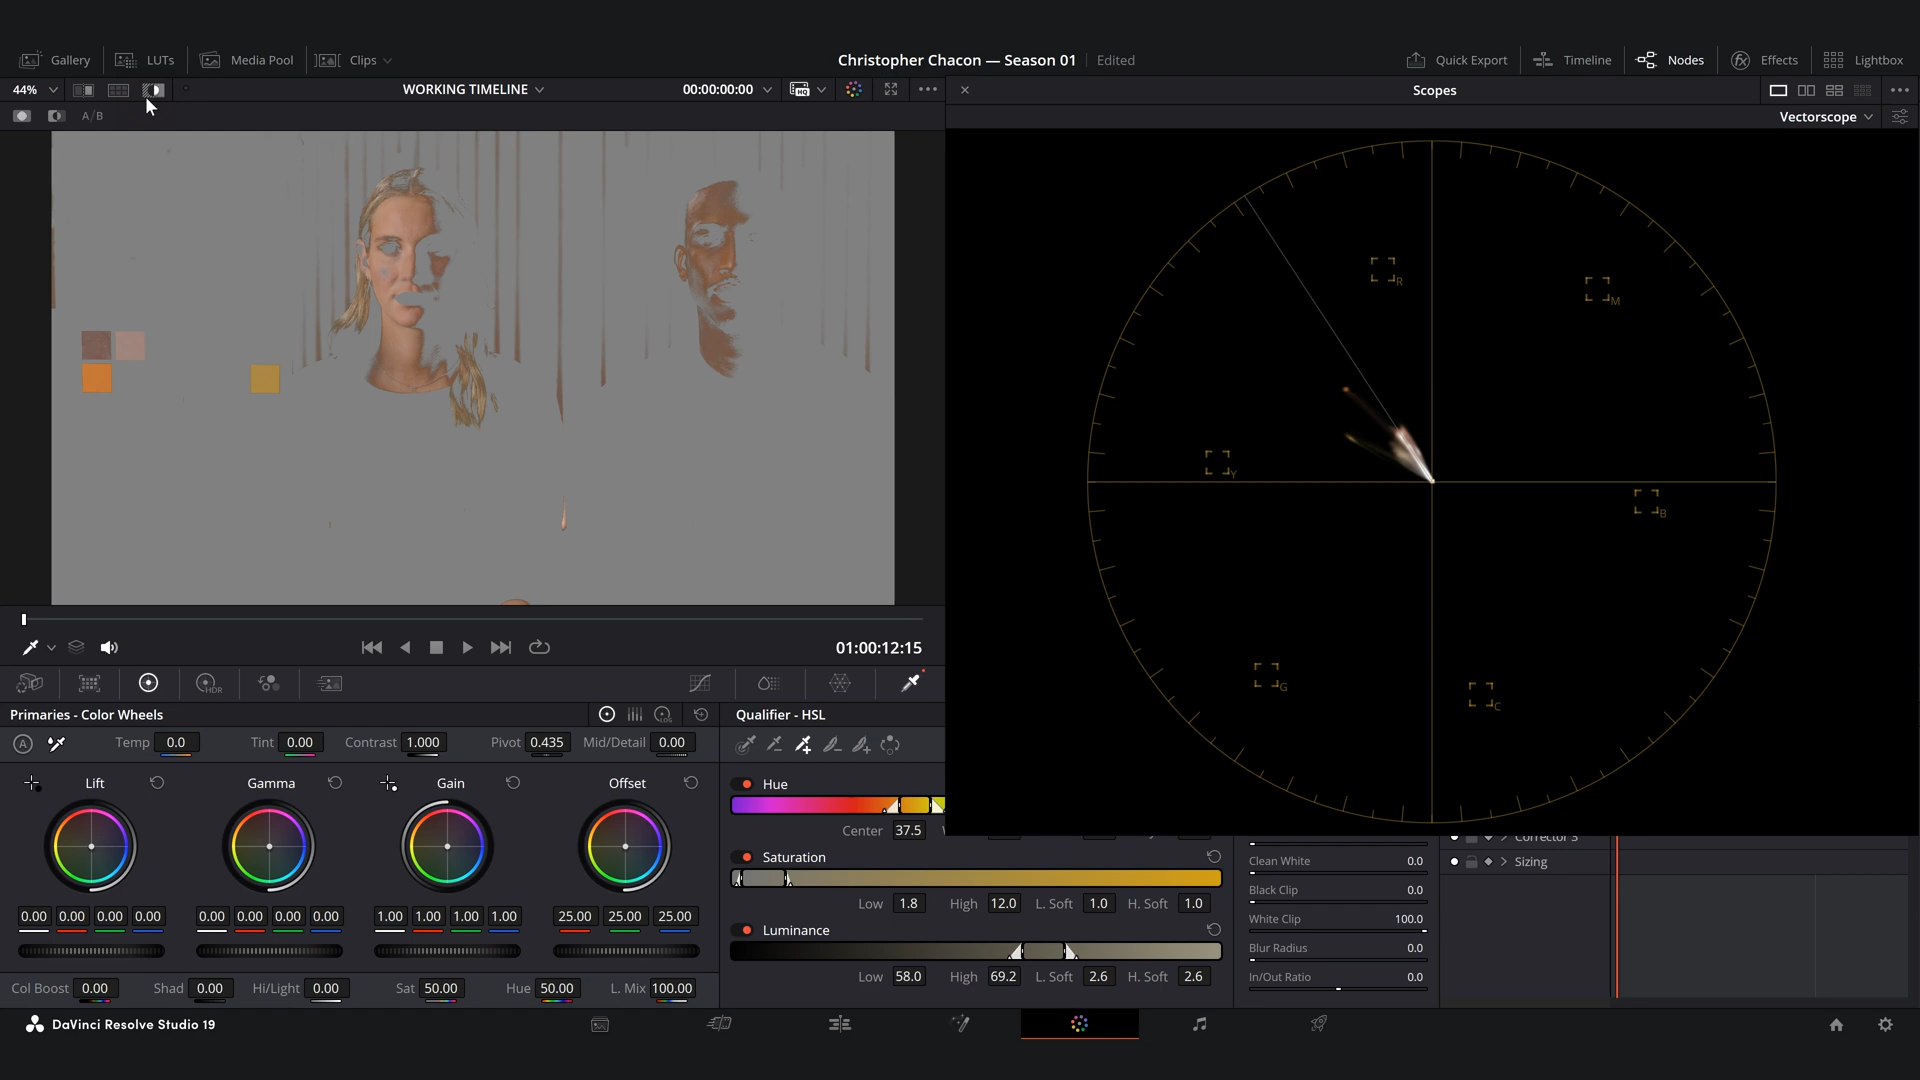 Gallery
LUTs
Media Pool
Clips
Christopher Chacon — Season 01
Edited
Quick Export
Timeline
Nodes
Effects
Lightbox
44%
WORKING TIMELINE
00:00:00:00
Scopes
A/B
Vectorscope
R
M
Y
B
G
C
01:00:12:15
Primaries - Color Wheels
Qualifier - HSL
Temp 0.0
Tint 0.00
Contrast 1.000
Pivot 0.435
Mid/Detail 0.00
Lift
Gamma
Gain
Offset
Hue
Center 37.5
Saturation
Low 1.8 High 12.0 L. Soft 1.0 H. Soft 1.0
0.00 0.00 0.00 0.00
0.00 0.00 0.00 0.00
1.00 1.00 1.00 1.00
25.00 25.00 25.00
Luminance
Low 58.0 High 69.2 L. Soft 2.6 H. Soft 2.6
Corrector 3
Sizing
Clean White 0.0
Black Clip 0.0
White Clip 100.0
Blur Radius 0.0
In/Out Ratio 0.0
Col Boost 0.00
Shad 0.00
Hi/Light 0.00
Sat 50.00
Hue 50.00
L. Mix 100.00
DaVinci Resolve Studio 19